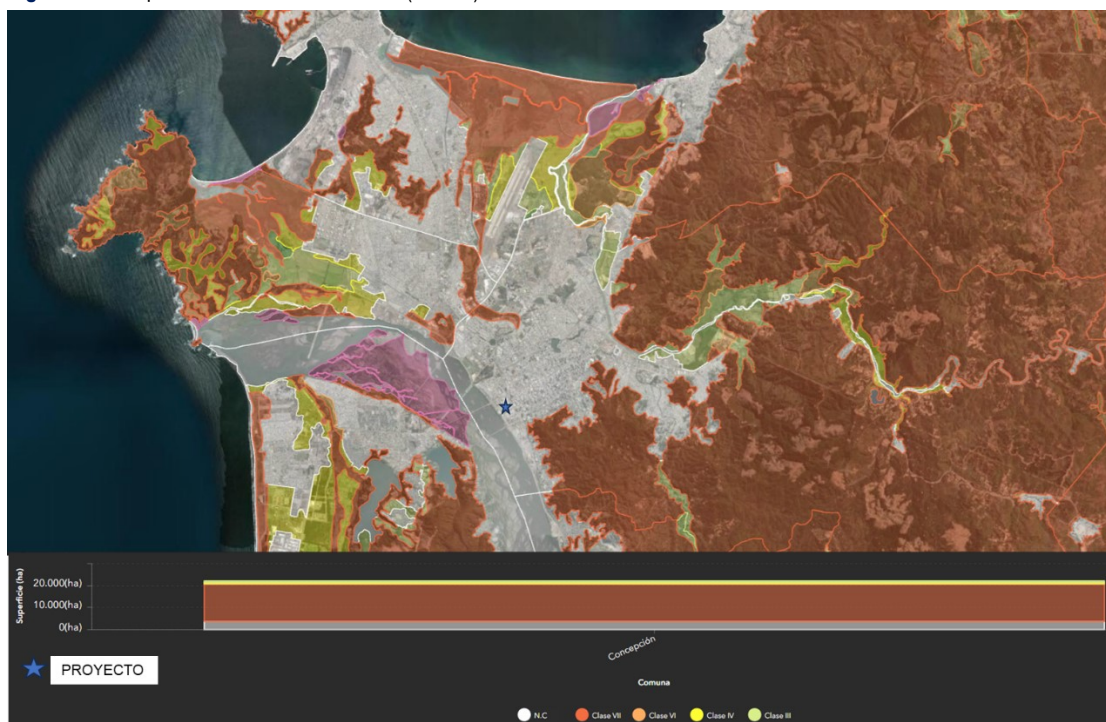 20.000(ha)
10.000(ha)
0(ha)
Superficie (ha)
Concepción
Comuna
PROYECTO
N.C
Clase VII
Clase VI
Clase IV
Clase III